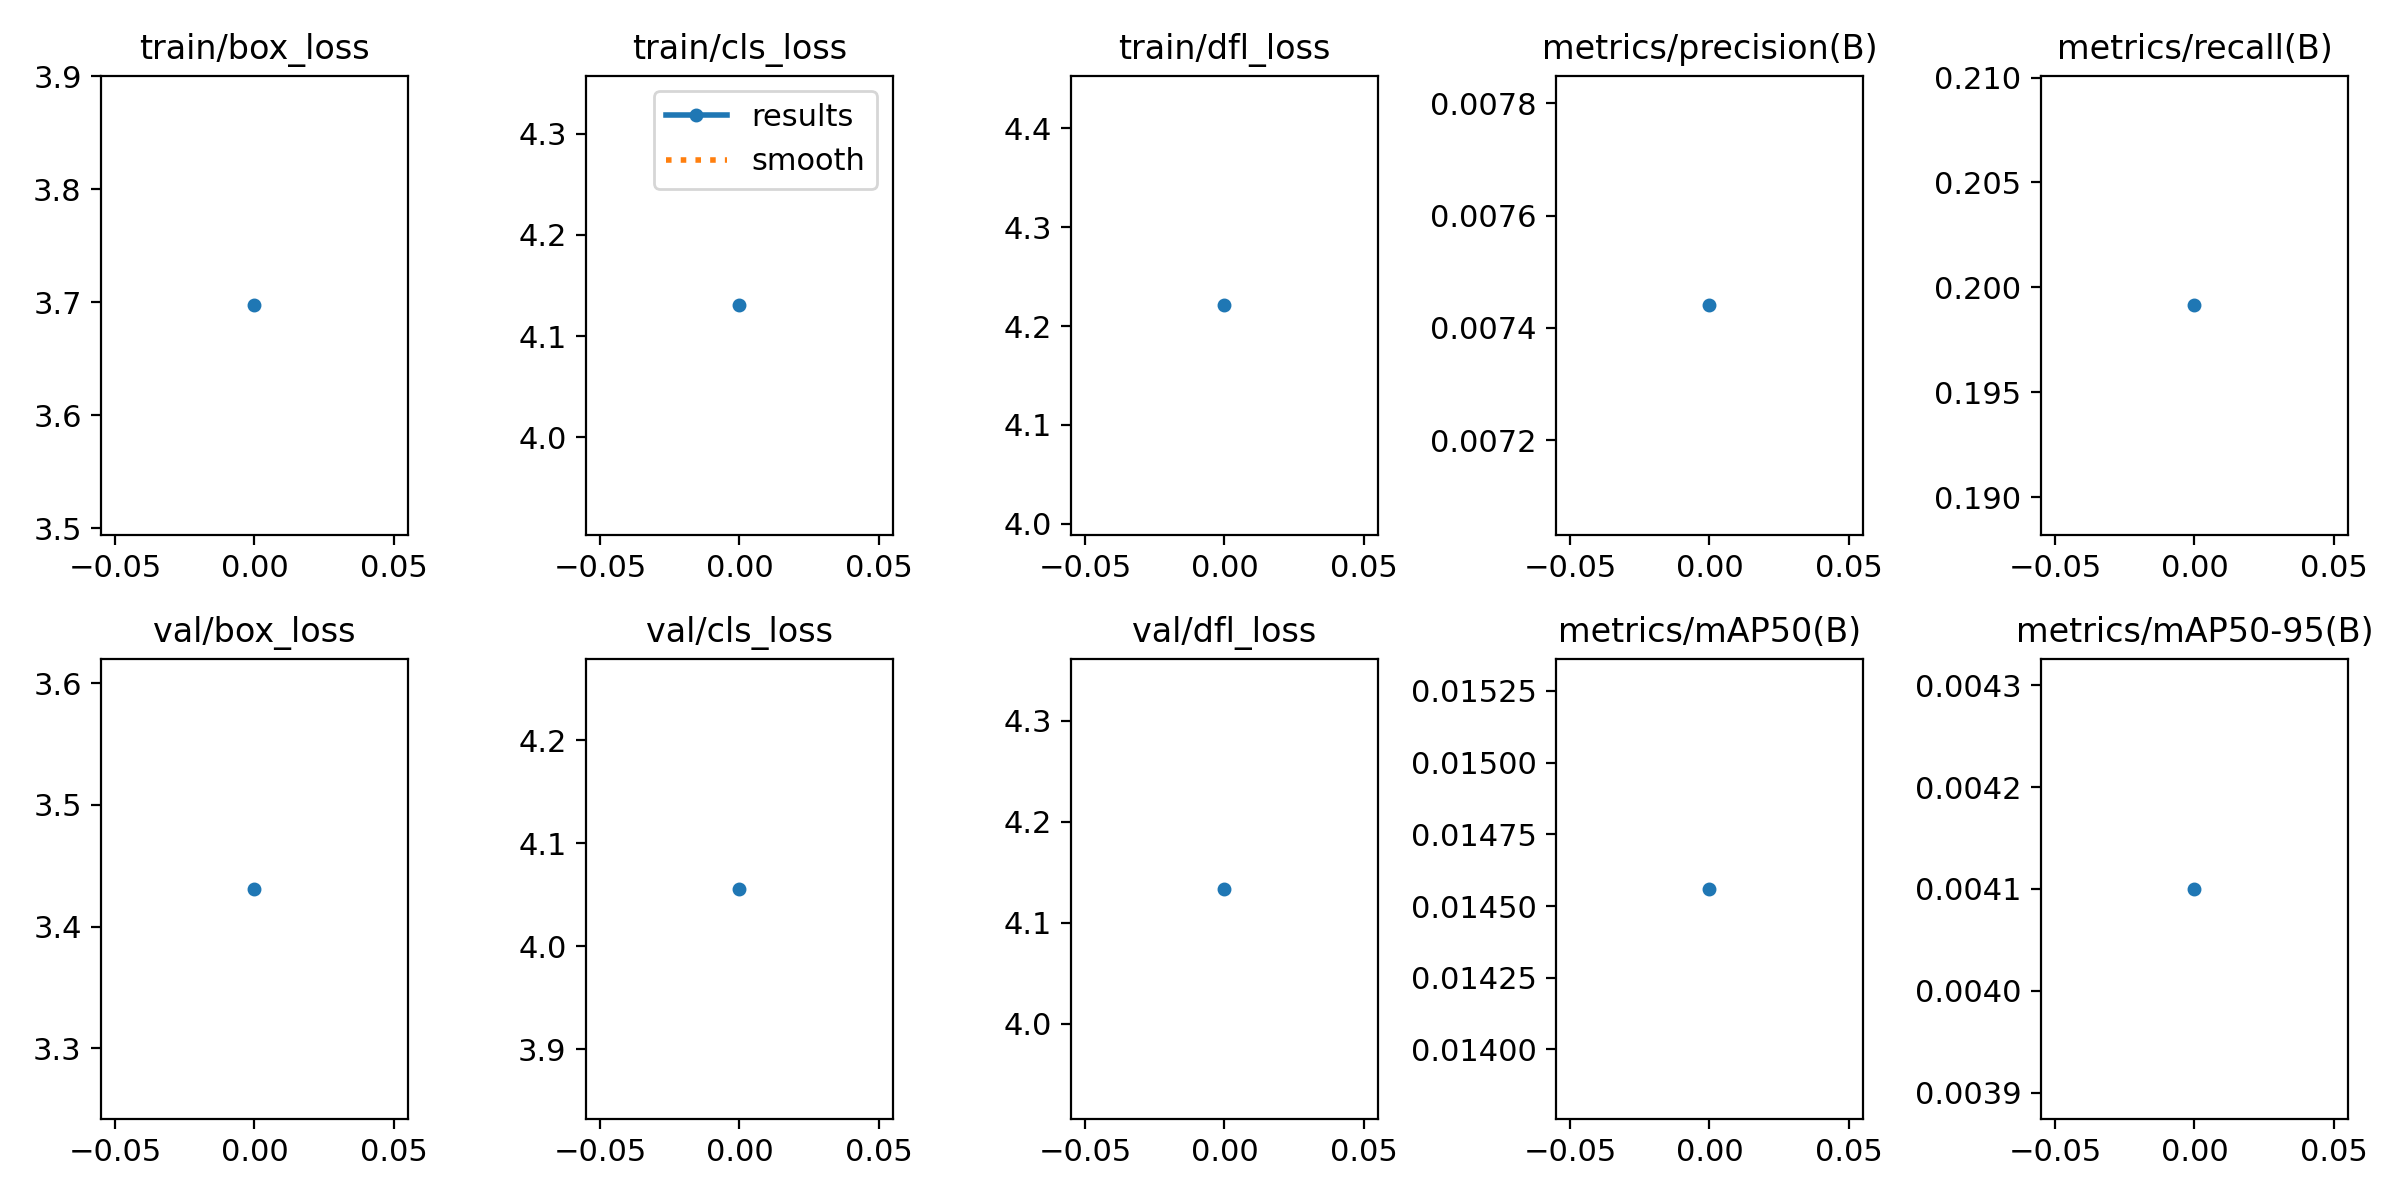 train/box_loss
3.9
3.8
3.7
3.6
3.5
−0.05 0.00 0.05
train/cls_loss
results
smooth
4.3
4.2
4.1
4.0
−0.05 0.00 0.05
train/dfl_loss
4.4
4.3
4.2
4.1
4.0
−0.05 0.00 0.05
metrics/precision(B)
0.0078
0.0076
0.0074
0.0072
−0.05 0.00 0.05
metrics/recall(B)
0.210
0.205
0.200
0.195
0.190
−0.05 0.00 0.05
val/box_loss
3.6
3.5
3.4
3.3
−0.05 0.00 0.05
val/cls_loss
4.2
4.1
4.0
3.9
−0.05 0.00 0.05
val/dfl_loss
4.3
4.2
4.1
4.0
−0.05 0.00 0.05
metrics/mAP50(B)
0.01525
0.01500
0.01475
0.01450
0.01425
0.01400
−0.05 0.00 0.05
metrics/mAP50-95(B)
0.0043
0.0042
0.0041
0.0040
0.0039
−0.05 0.00 0.05